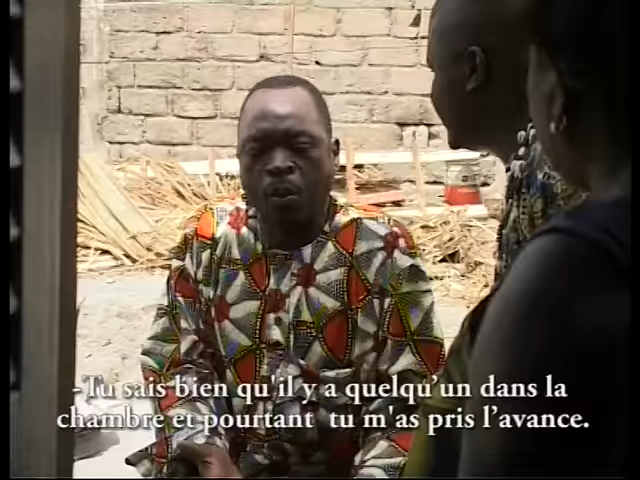 -Tu sais bien qu'il y a quelqu'un dans la
chambre et pourtant tu m'as pris l'avance.